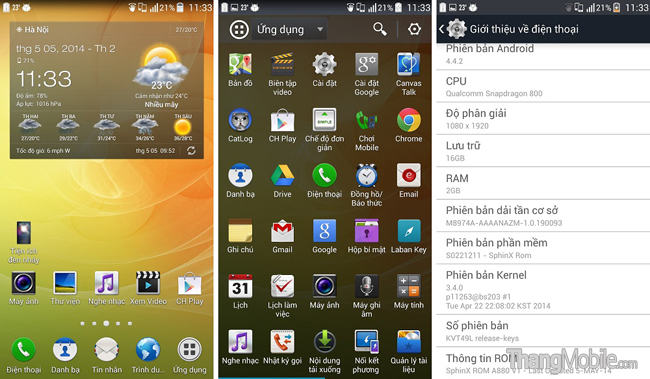 23° 21% 11:33
Hà Nội 27/20°C
thg 5 05, 2014 - Th 2
21%
11:33
Độ ẩm: 78%
Áp lực: 1016 hPa
23°C
Cảm nhận như 24°C
Nhiều mây
TH HAI TH BA TH TƯ TH NĂM TH SÁU
27/20°C 29/22°C 31/24°C 34/26°C 36/28°C
Tốc độ gió: 6 mph W thg 5 05 09:52
Máy ảnh Thư viện Nghe nhạc Xem Video CH Play
Điện thoại Danh bạ Tin nhắn Trình du... Ứng dụng
23° 21% 11:33
Ứng dụng
Bản đồ Biên tập video Cài đặt Cài đặt Google Canvas Talk
CatLog CH Play Chế độ đơn giản Chơi Mobile Chrome
SIMPLE
Danh bạ Drive Điện thoại Đồng hồ/ Báo thức Email
Ghi chú Gmail Google Hộp bí mật Laban Key
31
Lịch Lịch làm việc Máy ảnh Máy ghi âm Máy tính
Nghe nhạc Nhật ký gọi Nội dung tải xuống Nối kết phương Quản lý tài liệu
23° 21% 11:33
Giới thiệu về điện thoại
Phiên bản Android
4.4.2
CPU
Qualcomm Snapdragon 800
Độ phân giải
1080 x 1920
Lưu trữ
16GB
RAM
2GB
Phiên bản dải tần cơ sở
M8974A-AAAANAZM-1.0.190093
Phiên bản phần mềm
S0221211 - SphinX Rom
Phiên bản Kernel
3.4.0
p11263@bs203 #1
Tue Apr 22 22:08:02 KST 2014
Số phiên bản
KVT49L release-keys
Thông tin ROM
SphinX ROM A880 V1 - Last 5-MAY-14
ThangMobile.com